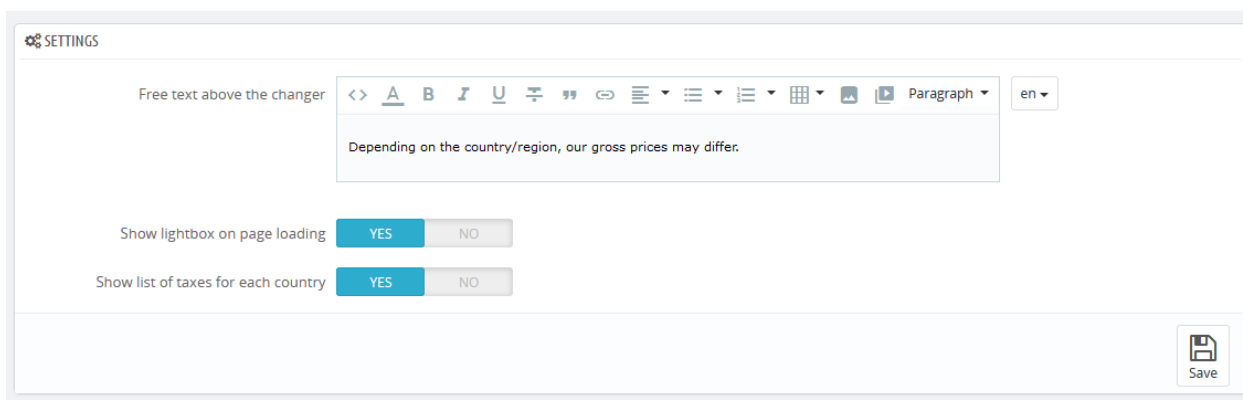 SETTINGS
Free text above the changer
A B I U Paragraph en
Depending on the country/region, our gross prices may differ.
Show lightbox on page loading YES NO
Show list of taxes for each country YES NO
Save